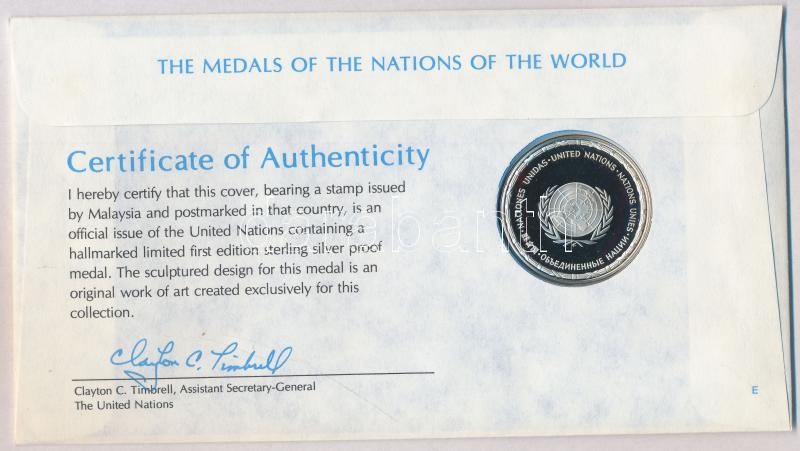 THE MEDALS OF THE NATIONS OF THE WORLD
Certificate of Authenticity
I hereby certify that this cover, bearing a stamp issued
by Malaysia and postmarked in that country, is an
official issue of the United Nations containing a
hallmarked limited first edition sterling silver proof
medal. The sculptured design for this medal is an
original work of art created exclusively for this
collection.
NACIONES UNIDAS · UNITED NATIONS · NATIONS UNIES · ОБЪЕДИНЕННЫЕ НАЦИИ ·
darabanth
Clayton C. Timbrell
Clayton C. Timbrell, Assistant Secretary-General
The United Nations
E